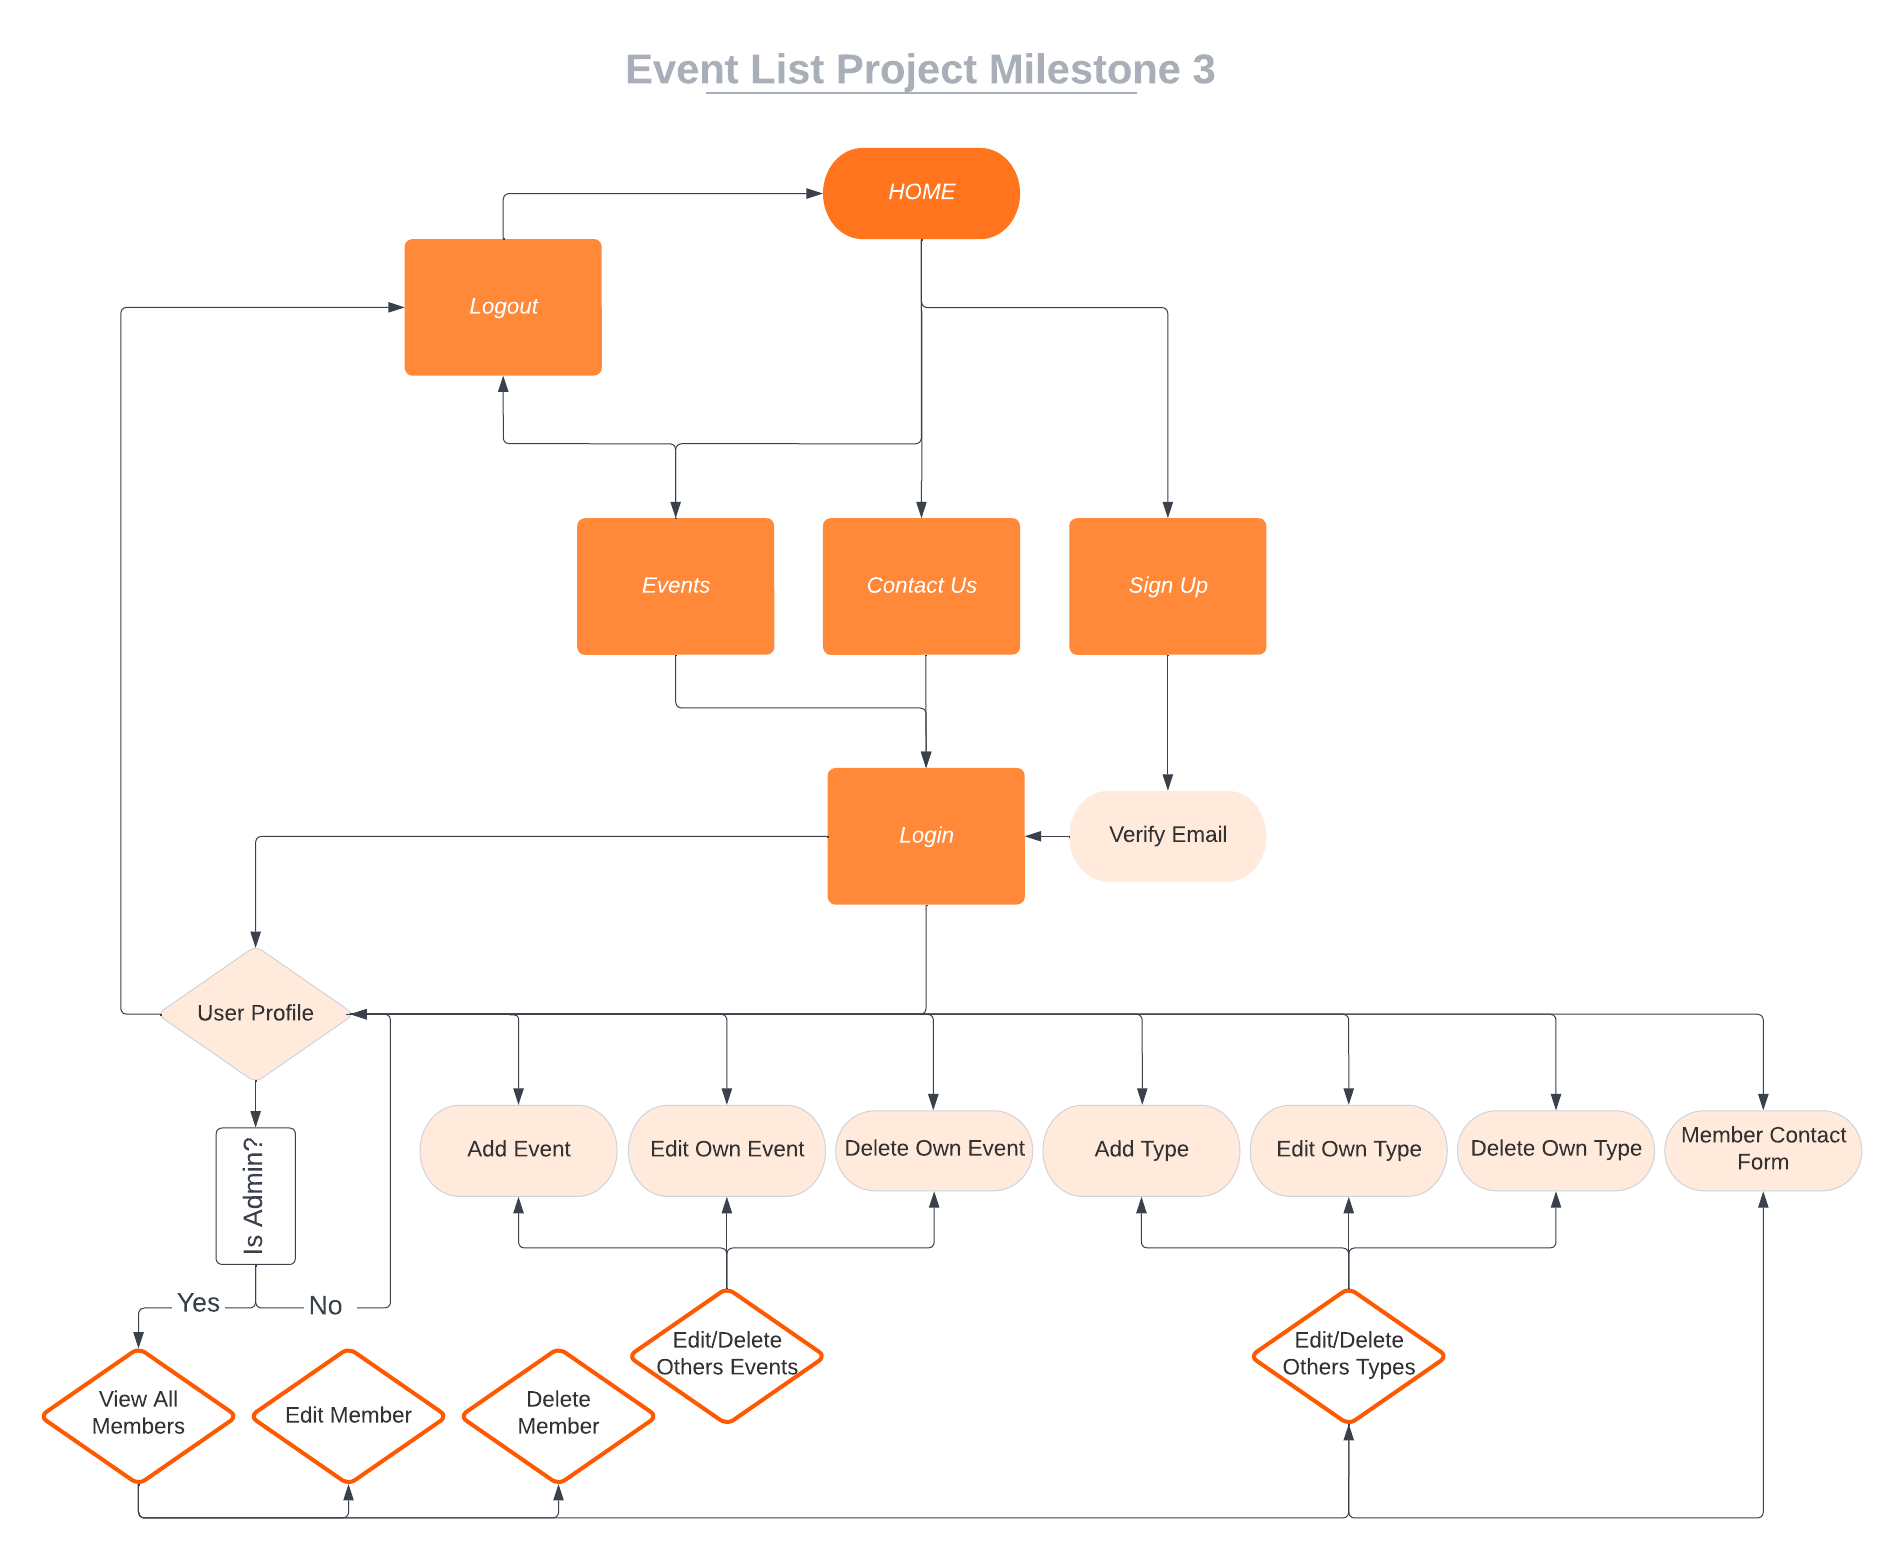 Event List Project Milestone 3
HOME
Logout
Events
Contact Us
Sign Up
Login
Verify Email
User Profile
Is Admin?
Add Event
Edit Own Event
Delete Own Event
Add Type
Edit Own Type
Delete Own Type
Member Contact
Form
Yes
No
Edit/Delete
Others Events
Edit/Delete
Others Types
View All
Members
Edit Member
Delete
Member